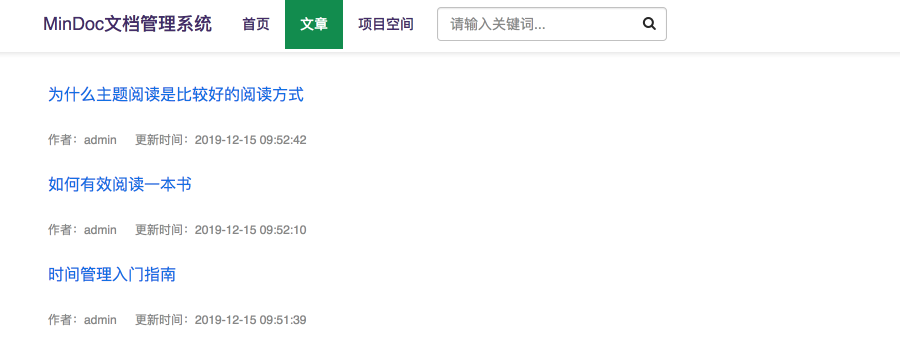 MinDoc文档管理系统 首页 文章 项目空间 请输入关键词...
为什么主题阅读是比较好的阅读方式
作者：admin 更新时间：2019-12-15 09:52:42
如何有效阅读一本书
作者：admin 更新时间：2019-12-15 09:52:10
时间管理入门指南
作者：admin 更新时间：2019-12-15 09:51:39